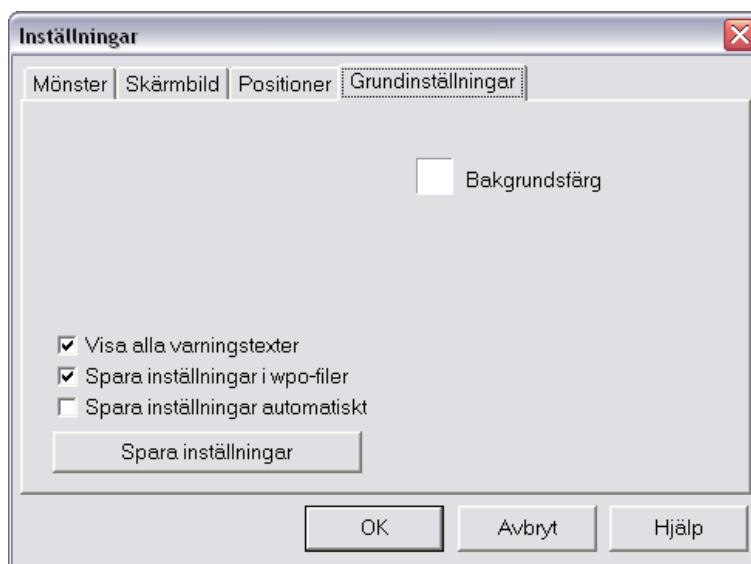 Inställningar
Mönster Skärmbild Positioner Grundinställningar
Bakgrundsfärg
Visa alla varningstexter
Spara inställningar i wpo-filer
Spara inställningar automatiskt
Spara inställningar
OK Avbryt Hjälp